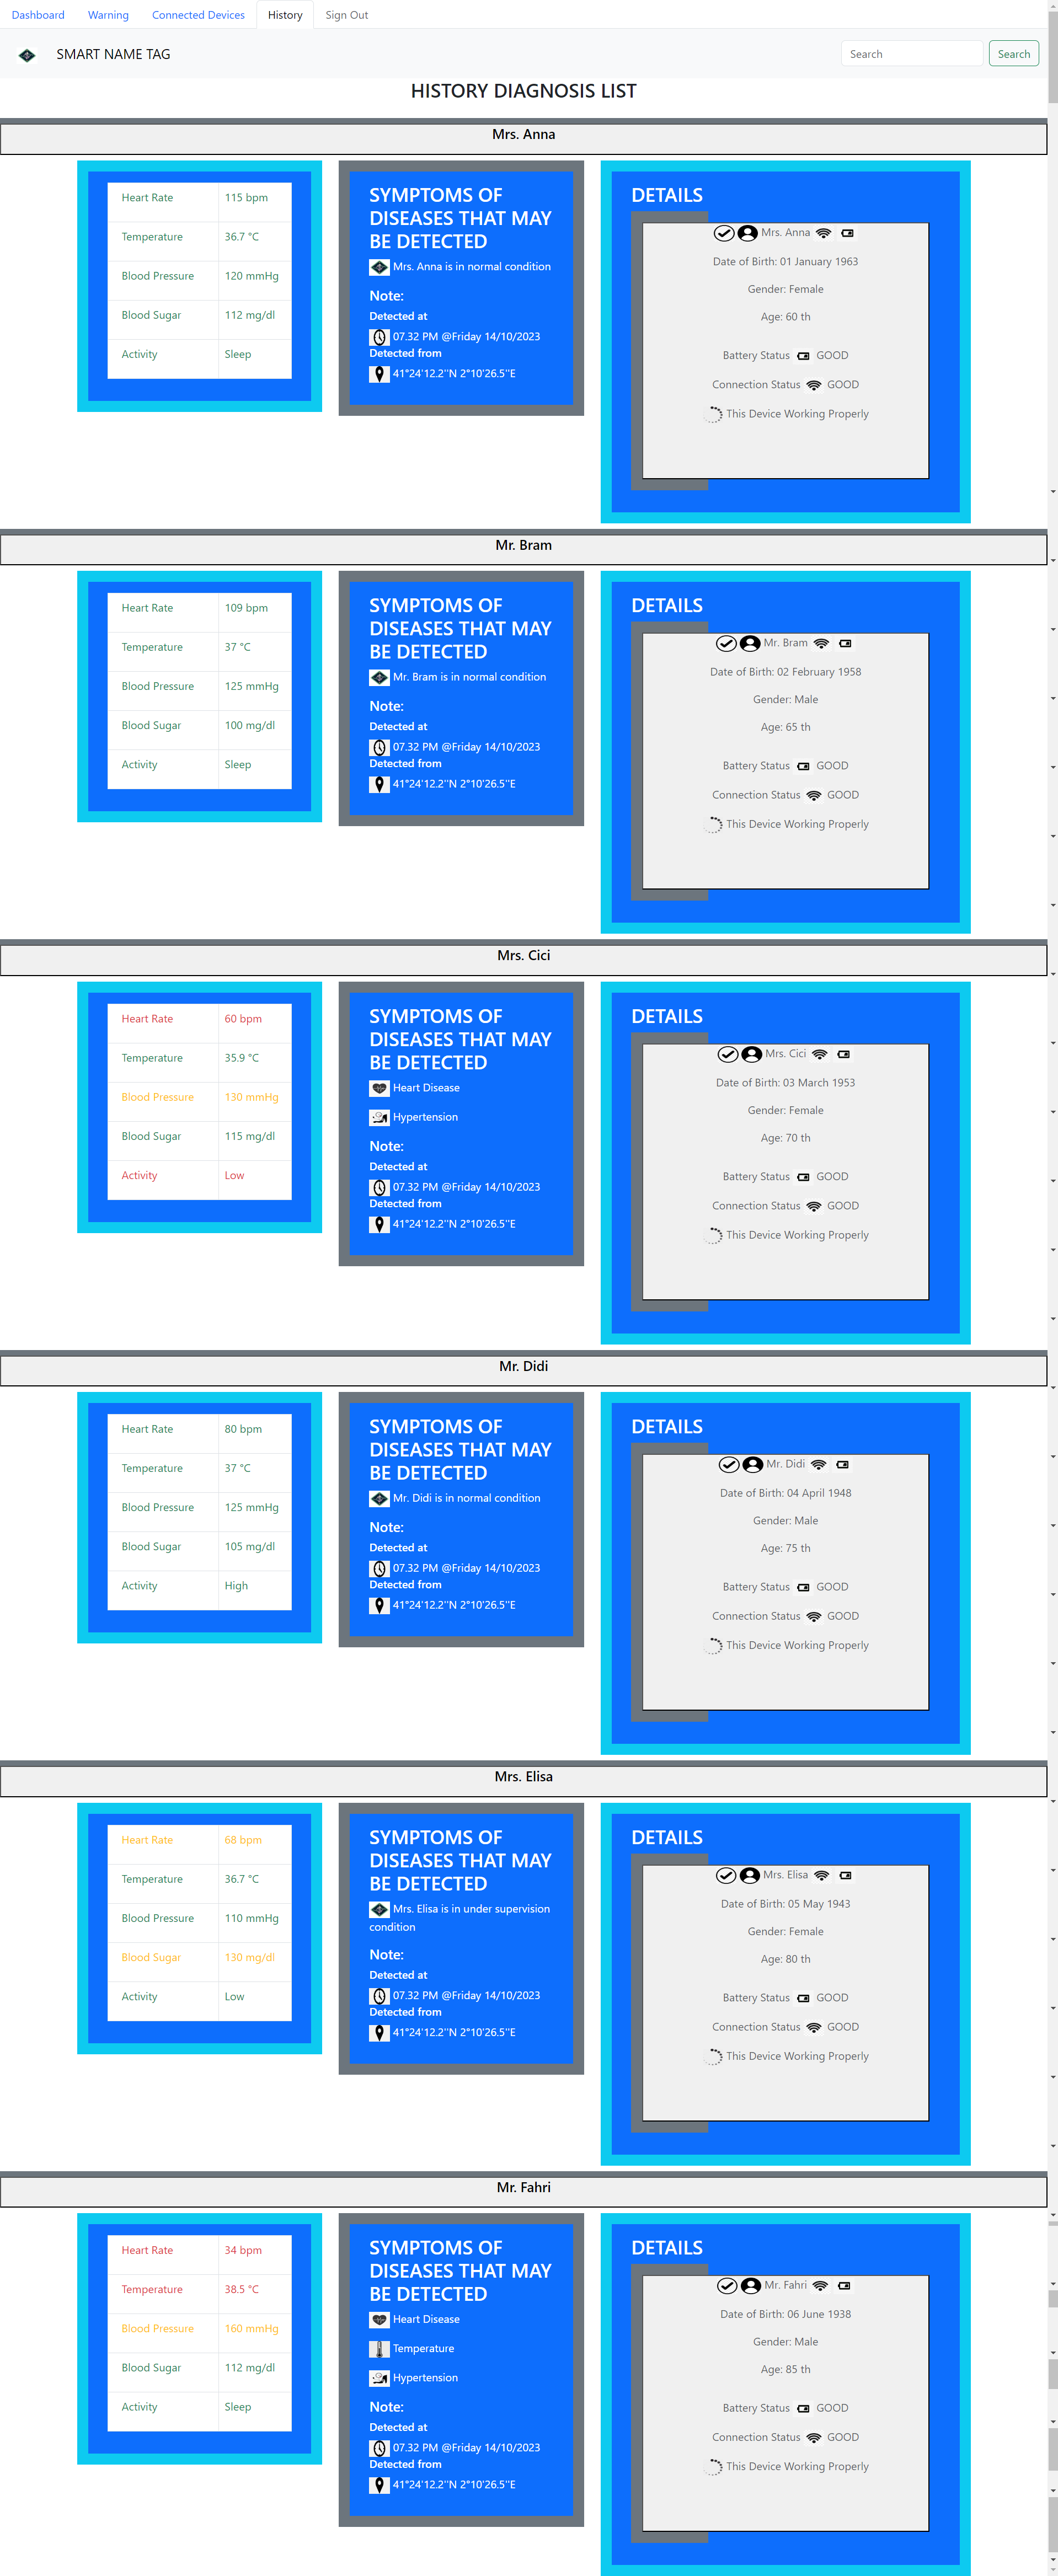 Dashboard Warning Connected Devices History Sign Out
SMART NAME TAG Search Search
HISTORY DIAGNOSIS LIST
Mrs. Anna
Heart Rate 115 bpm
Temperature 36.7 °C
Blood Pressure 120 mmHg
Blood Sugar 112 mg/dl
Activity Sleep
SYMPTOMS OF
DISEASES THAT MAY
BE DETECTED
Mrs. Anna is in normal condition
Note:
Detected at
07.32 PM @Friday 14/10/2023
Detected from
41°24'12.2"N 2°10'26.5"E
DETAILS
Mrs. Anna
Date of Birth: 01 January 1963
Gender: Female
Age: 60 th
Battery Status GOOD
Connection Status GOOD
This Device Working Properly
Mr. Bram
Heart Rate 109 bpm
Temperature 37 °C
Blood Pressure 125 mmHg
Blood Sugar 100 mg/dl
Activity Sleep
SYMPTOMS OF
DISEASES THAT MAY
BE DETECTED
Mr. Bram is in normal condition
Note:
Detected at
07.32 PM @Friday 14/10/2023
Detected from
41°24'12.2"N 2°10'26.5"E
DETAILS
Mr. Bram
Date of Birth: 02 February 1958
Gender: Male
Age: 65 th
Battery Status GOOD
Connection Status GOOD
This Device Working Properly
Mrs. Cici
Heart Rate 60 bpm
Temperature 35.9 °C
Blood Pressure 130 mmHg
Blood Sugar 115 mg/dl
Activity Low
SYMPTOMS OF
DISEASES THAT MAY
BE DETECTED
Heart Disease
Hypertension
Note:
Detected at
07.32 PM @Friday 14/10/2023
Detected from
41°24'12.2"N 2°10'26.5"E
DETAILS
Mrs. Cici
Date of Birth: 03 March 1953
Gender: Female
Age: 70 th
Battery Status GOOD
Connection Status GOOD
This Device Working Properly
Mr. Didi
Heart Rate 80 bpm
Temperature 37 °C
Blood Pressure 125 mmHg
Blood Sugar 105 mg/dl
Activity High
SYMPTOMS OF
DISEASES THAT MAY
BE DETECTED
Mr. Didi is in normal condition
Note:
Detected at
07.32 PM @Friday 14/10/2023
Detected from
41°24'12.2"N 2°10'26.5"E
DETAILS
Mr. Didi
Date of Birth: 04 April 1948
Gender: Male
Age: 75 th
Battery Status GOOD
Connection Status GOOD
This Device Working Properly
Mrs. Elisa
Heart Rate 68 bpm
Temperature 36.7 °C
Blood Pressure 110 mmHg
Blood Sugar 130 mg/dl
Activity Low
SYMPTOMS OF
DISEASES THAT MAY
BE DETECTED
Mrs. Elisa is in under supervision
condition
Note:
Detected at
07.32 PM @Friday 14/10/2023
Detected from
41°24'12.2"N 2°10'26.5"E
DETAILS
Mrs. Elisa
Date of Birth: 05 May 1943
Gender: Female
Age: 80 th
Battery Status GOOD
Connection Status GOOD
This Device Working Properly
Mr. Fahri
Heart Rate 34 bpm
Temperature 38.5 °C
Blood Pressure 160 mmHg
Blood Sugar 112 mg/dl
Activity Sleep
SYMPTOMS OF
DISEASES THAT MAY
BE DETECTED
Heart Disease
Temperature
Hypertension
Note:
Detected at
07.32 PM @Friday 14/10/2023
Detected from
41°24'12.2"N 2°10'26.5"E
DETAILS
Mr. Fahri
Date of Birth: 06 June 1938
Gender: Male
Age: 85 th
Battery Status GOOD
Connection Status GOOD
This Device Working Properly